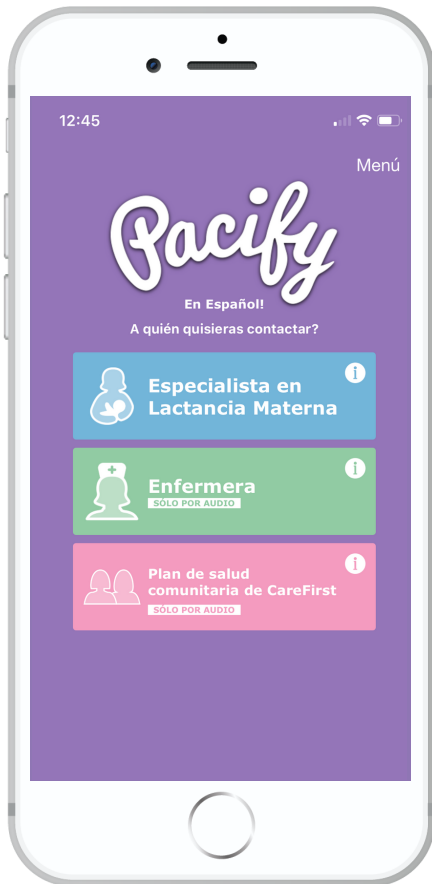 12:45
Menú
Pacify
En Español!
A quién quisieras contactar?
i
Especialista en
Lactancia Materna
i
Enfermera
SÓLO POR AUDIO
i
Plan de salud
comunitaria de CareFirst
SÓLO POR AUDIO